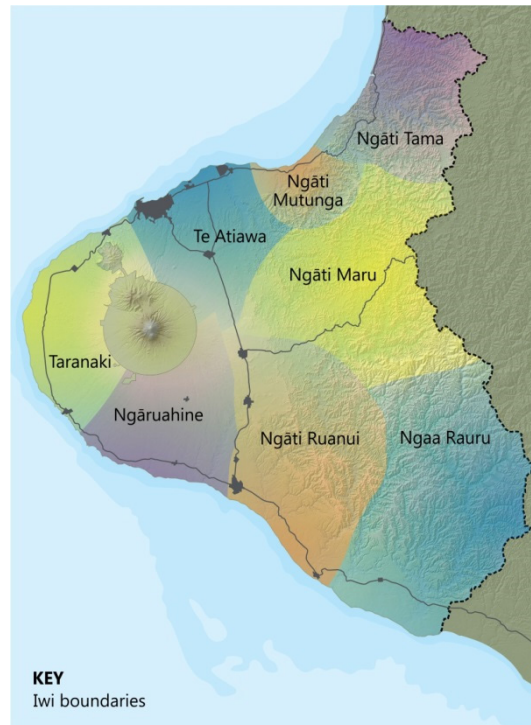 Ngāti Tama
Ngāti
Mutunga
Te Atiawa
Ngāti Maru
Taranaki
Ngāruahine
Ngāti Ruanui
Ngaa Rauru
KEY
Iwi boundaries